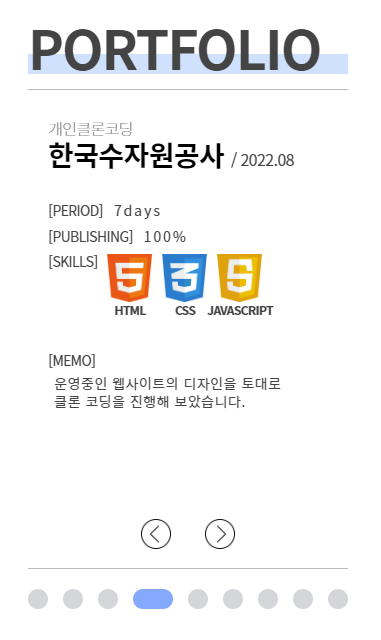 PORTFOLIO
개인클론코딩
한국수자원공사 / 2022.08
[PERIOD] 7days
[PUBLISHING] 100%
[SKILLS]
5 3 S
HTML CSS JAVASCRIPT
[MEMO]
운영중인 웹사이트의 디자인을 토대로
클론 코딩을 진행해 보았습니다.